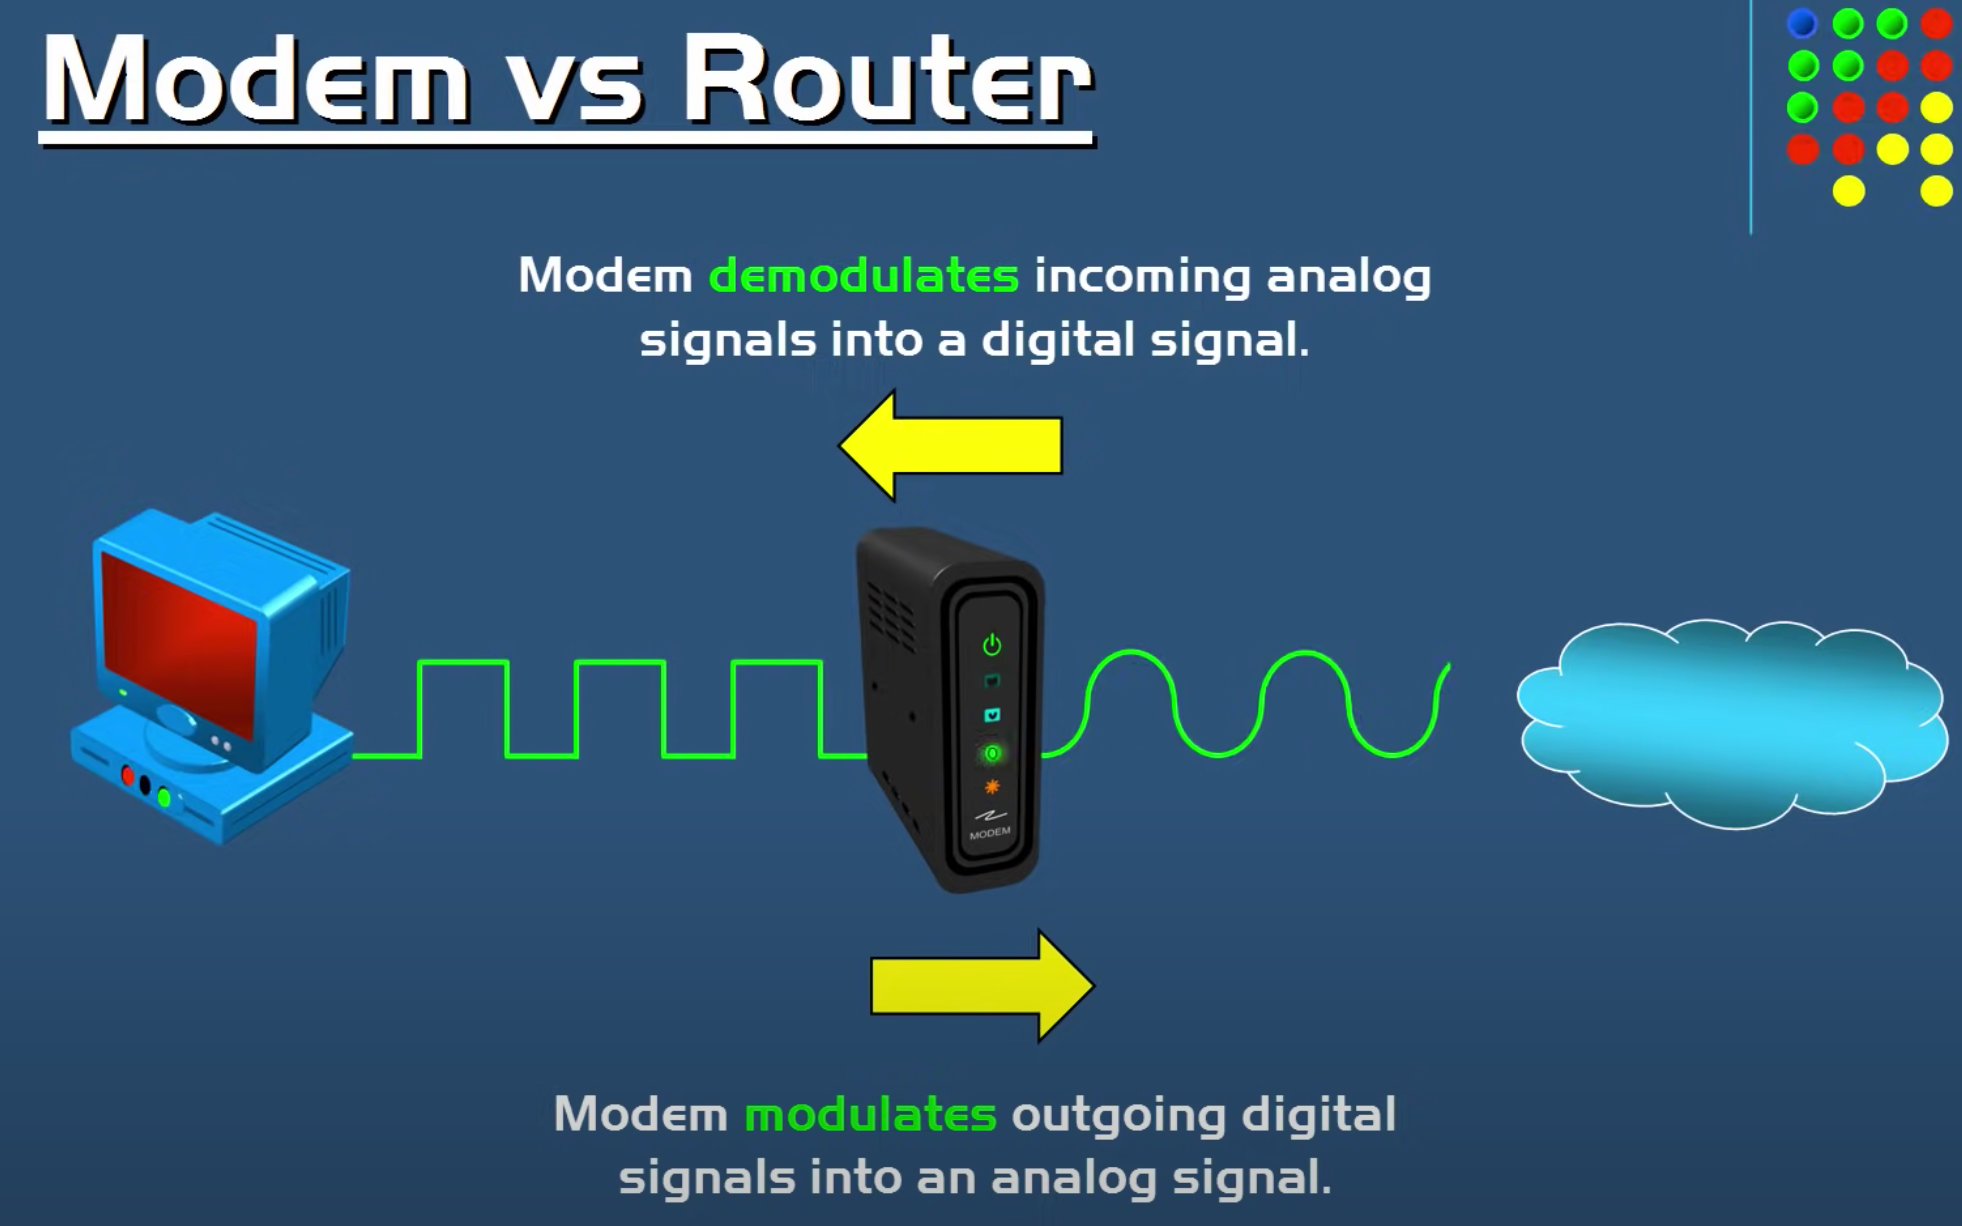 Modem vs Router
Modem demodulates incoming analog
signals into a digital signal.
MODEM
Modem modulates outgoing digital
signals into an analog signal.